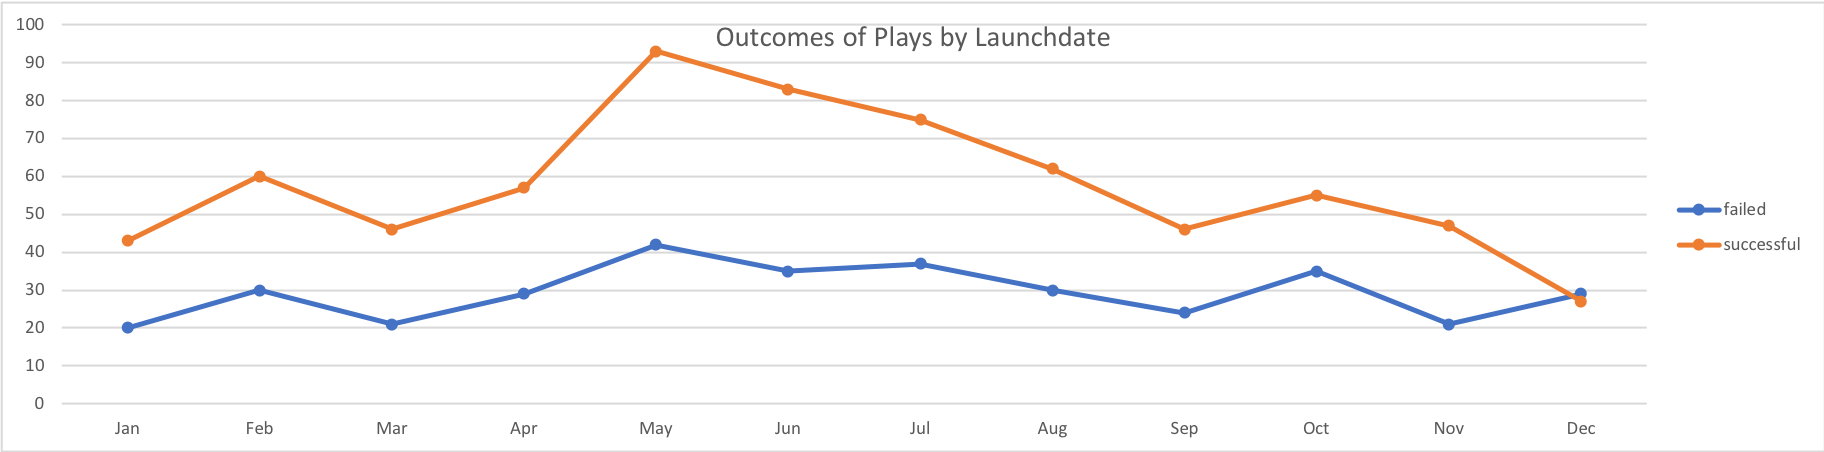 Outcomes of Plays by Launchdate
100
90
80
70
60
50
40
30
20
10
0
Jan Feb Mar Apr May Jun Jul Aug Sep Oct Nov Dec
failed
successful